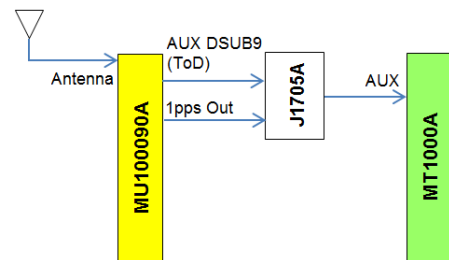 AUX DSUB9
(ToD)
Antenna
1pps Out
MU100090A
J1705A
AUX
MT1000A